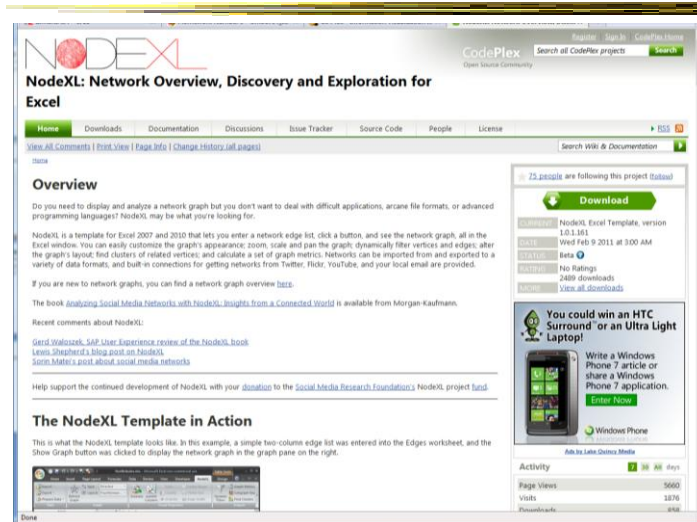 NODEXL
Register Sign In CodePlex Home
CodePlex
Open Source Community
Search all CodePlex projects
Search
NodeXL: Network Overview, Discovery and Exploration for
Excel
Home Downloads Documentation Discussions Issue Tracker Source Code People License
RSS
View All Comments | Print View | Page Info | Change History (all pages)
Search Wiki & Documentation
Home
Overview
Do you need to display and analyze a network graph but you don't want to deal with difficult applications, arcane file formats, or advanced
programming languages? NodeXL may be what you're looking for.
NodeXL is a template for Excel 2007 and 2010 that lets you enter a network edge list, click a button, and see the network graph, all in the
Excel window. You can easily customize the graph's appearance; zoom, scale and pan the graph; dynamically filter vertices and edges; alter
the graph's layout; find clusters of related vertices; and calculate a set of graph metrics. Networks can be imported from and exported to a
variety of data formats, and built-in connections for getting networks from Twitter, Flickr, YouTube, and your local email are provided.
If you are new to network graphs, you can find a network graph overview here.
The book Analyzing Social Media Networks with NodeXL: Insights from a Connected World is available from Morgan-Kaufmann.
Recent comments about NodeXL:
Gerd Waloszek, SAP User Experience review of the NodeXL book
Lewis Shepherd's blog post on NodeXL
Sorin Matei's post about social media networks
Help support the continued development of NodeXL with your donation to the Social Media Research Foundation's NodeXL project fund.
The NodeXL Template in Action
This is what the NodeXL template looks like. In this example, a simple two-column edge list was entered into the Edges worksheet, and the
Show Graph button was clicked to display the network graph in the graph pane on the right.
75 people are following this project (follow)
Download
CURRENT NodeXL Excel Template, version
1.0.1.161
DATE Wed Feb 9 2011 at 3:00 AM
STATUS Beta
RATING No Ratings
2489 downloads
MORE View all downloads
You could win an HTC
Surround™ or an Ultra Light
Laptop!
Write a Windows
Phone 7 article or
share a Windows
Phone 7 application.
Enter Now
Windows Phone
Ads by Lake Quincy Media
Activity 7 30 All days
Page Views 5660
Visits 1876
Downloads 858
Done